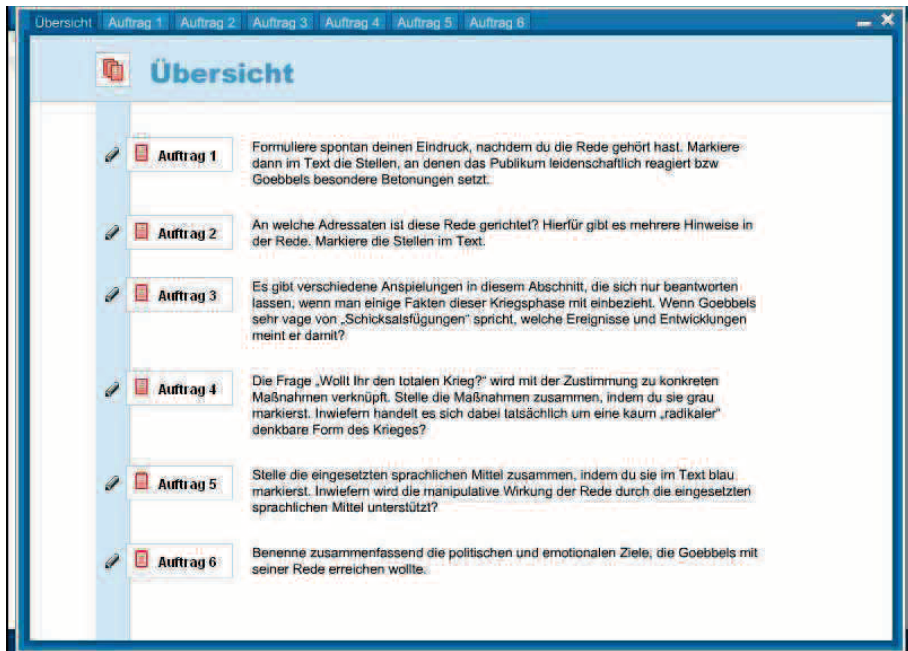 Übersicht Auftrag 1 Auftrag 2 Auftrag 3 Auftrag 4 Auftrag 5 Auftrag 6
Übersicht
Auftrag 1
Formuliere spontan deinen Eindruck, nachdem du die Rede gehört hast. Markiere
dann im Text die Stellen, an denen das Publikum leidenschaftlich reagiert bzw
Goebbels besondere Betonungen setzt.
Auftrag 2
An welche Adressaten ist diese Rede gerichtet? Hierfür gibt es mehrere Hinweise in
der Rede. Markiere die Stellen im Text.
Auftrag 3
Es gibt verschiedene Anspielungen in diesem Abschnitt, die sich nur beantworten
lassen, wenn man einige Fakten dieser Kriegsphase mit einbezieht. Wenn Goebbels
sehr vage von „Schicksalsfügungen“ spricht, welche Ereignisse und Entwicklungen
meint er damit?
Auftrag 4
Die Frage „Wollt Ihr den totalen Krieg?“ wird mit der Zustimmung zu konkreten
Maßnahmen verknüpft. Stelle die Maßnahmen zusammen, indem du sie grau
markierst. Inwiefern handelt es sich dabei tatsächlich um eine kaum „radikaler“
denkbare Form des Krieges?
Auftrag 5
Stelle die eingesetzten sprachlichen Mittel zusammen, indem du sie im Text blau
markierst. Inwiefern wird die manipulative Wirkung der Rede durch die eingesetzten
sprachlichen Mittel unterstützt?
Auftrag 6
Benenne zusammenfassend die politischen und emotionalen Ziele, die Goebbels mit
seiner Rede erreichen wollte.